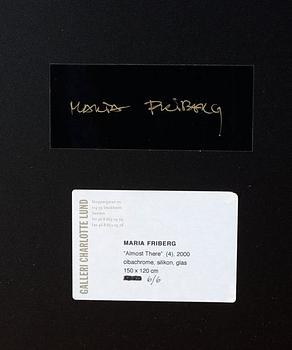 MARIA FRIBERG
GALLERI CHARLOTTE LUND
Sweden
MARIA FRIBERG
"Almost There" (4), 2000
cibachrome, silikon, glas
150 x 120 cm
6/6